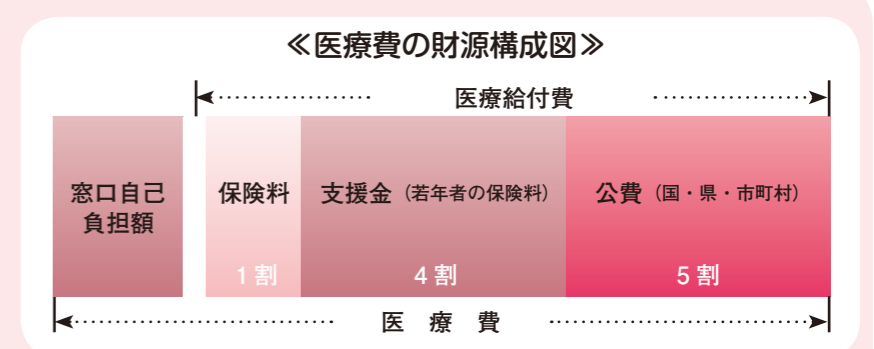 ≪医療費の財源構成図≫
医療給付費
窓口自己
負担額
保険料
1割
支援金（若年者の保険料）
4割
公費（国・県・市町村）
5割
医療費